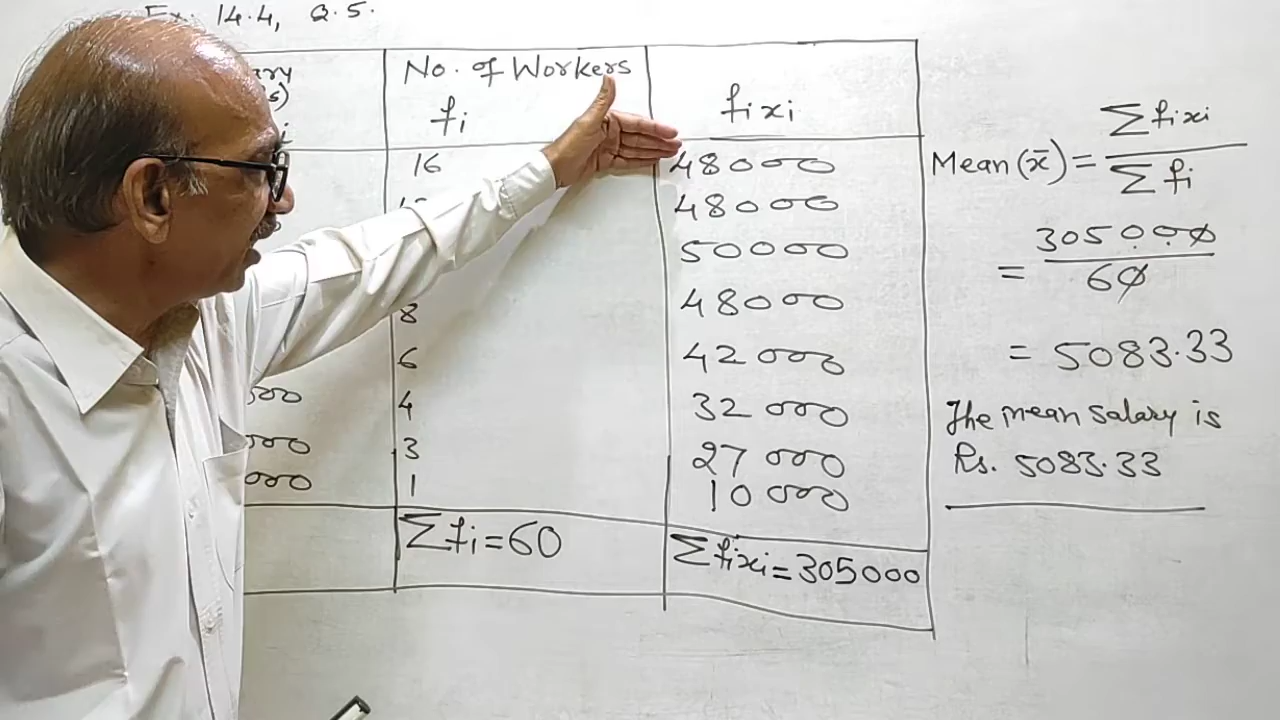 Ex. 14.4, Q.5.
No. of Workers
fi
fixi
16
48000
48000
50000
8
48000
6
42000
4
32000
000
3
27000
000
1
10000
Σfi=60
Σfixi=305000
Mean (x̄) = Σfixi
Σfi
= 305000
60
= 5083.33
The mean salary is
Rs. 5083.33